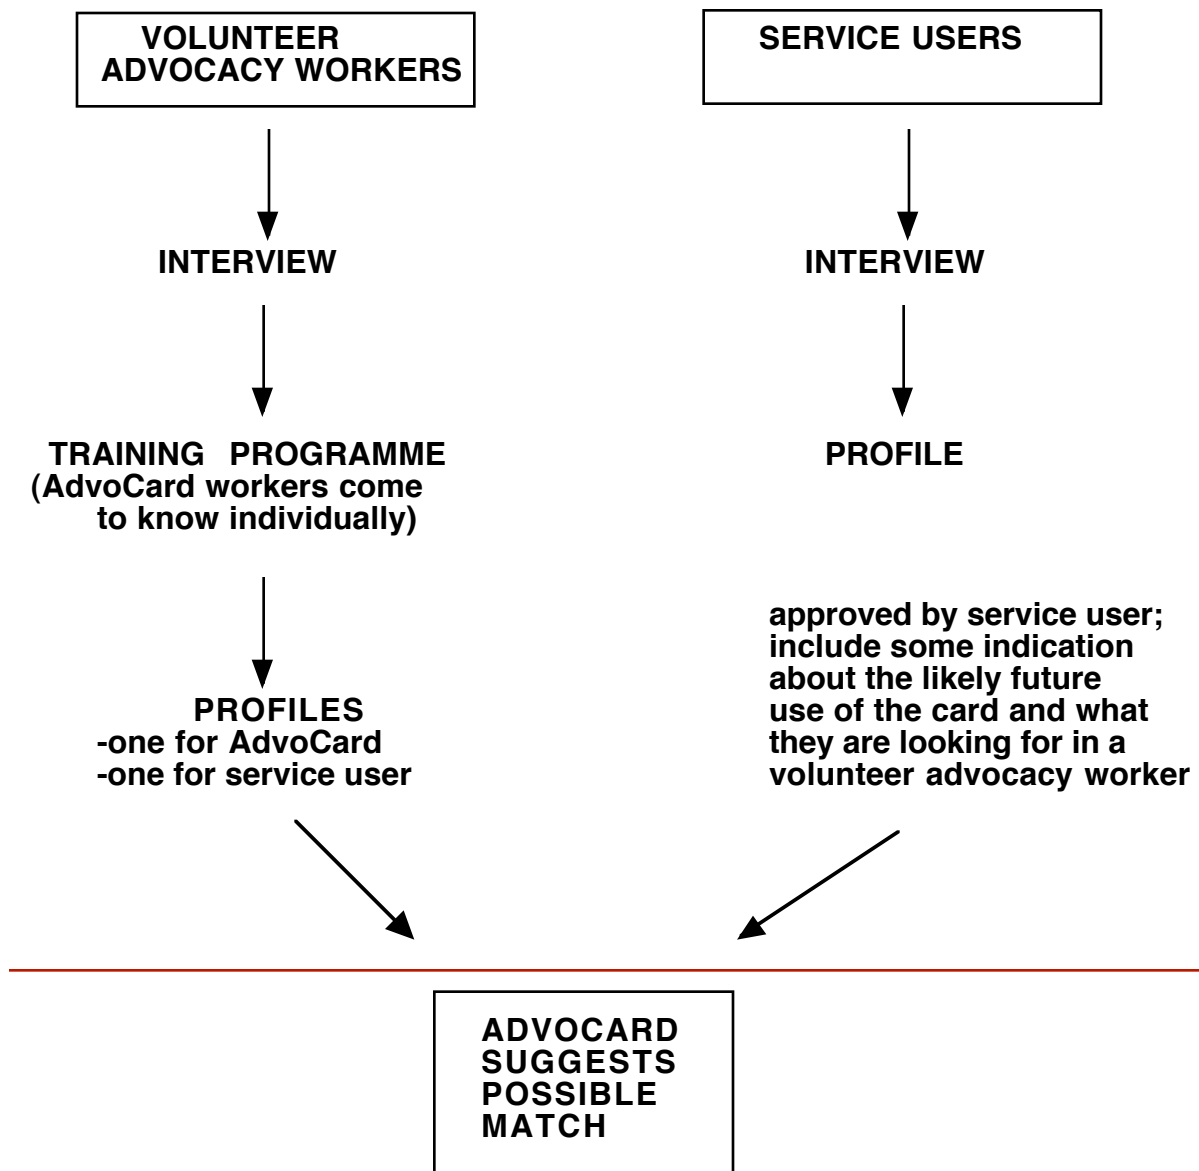 VOLUNTEER
ADVOCACY WORKERS
INTERVIEW
TRAINING PROGRAMME
(AdvoCard workers come
to know individually)
PROFILES
-one for AdvoCard
-one for service user
SERVICE USERS
INTERVIEW
PROFILE
approved by service user;
include some indication
about the likely future
use of the card and what
they are looking for in a
volunteer advocacy worker
ADVOCARD
SUGGESTS
POSSIBLE
MATCH